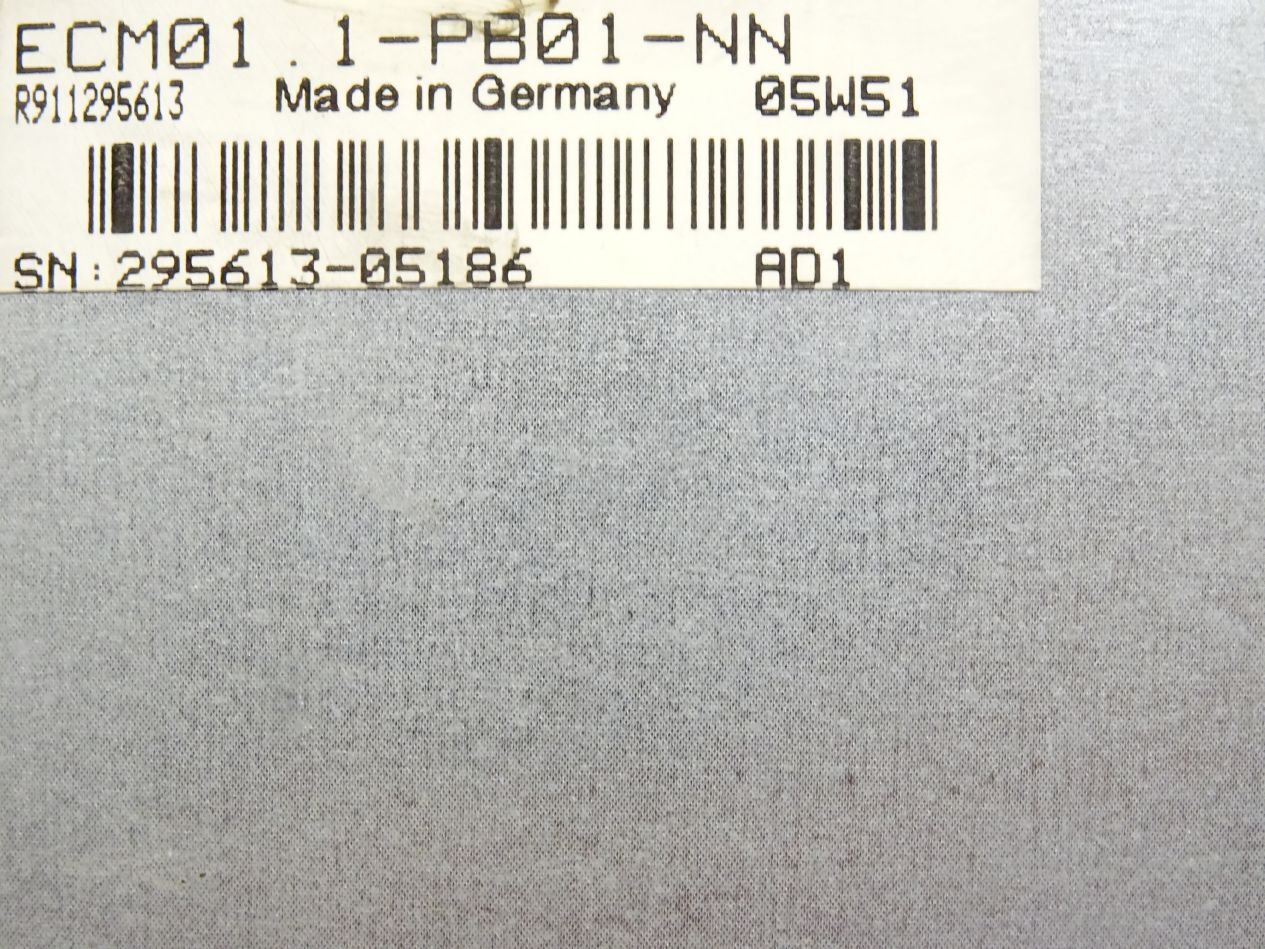 ECM01.1-PB01-NN
R911295613 Made in Germany 05W51
SN:295613-05186 AD1